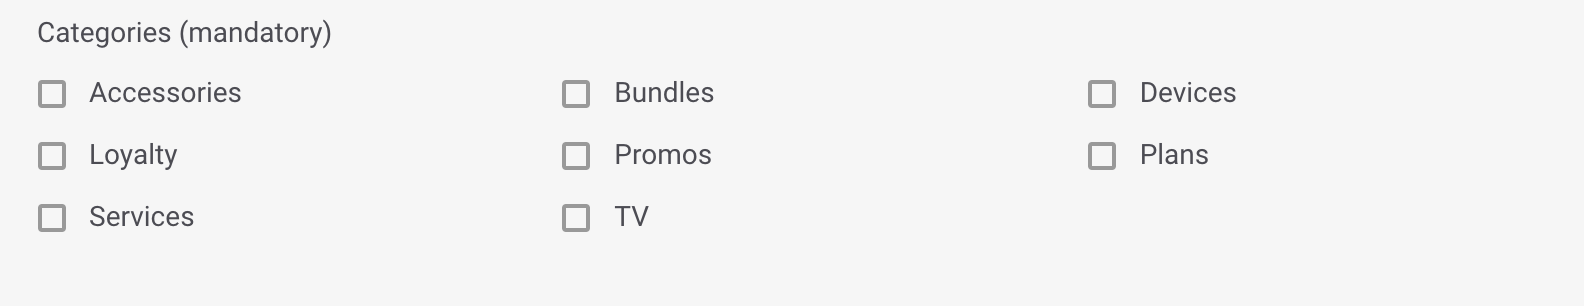 Categories (mandatory)
Accessories Bundles Devices
Loyalty Promos Plans
Services TV